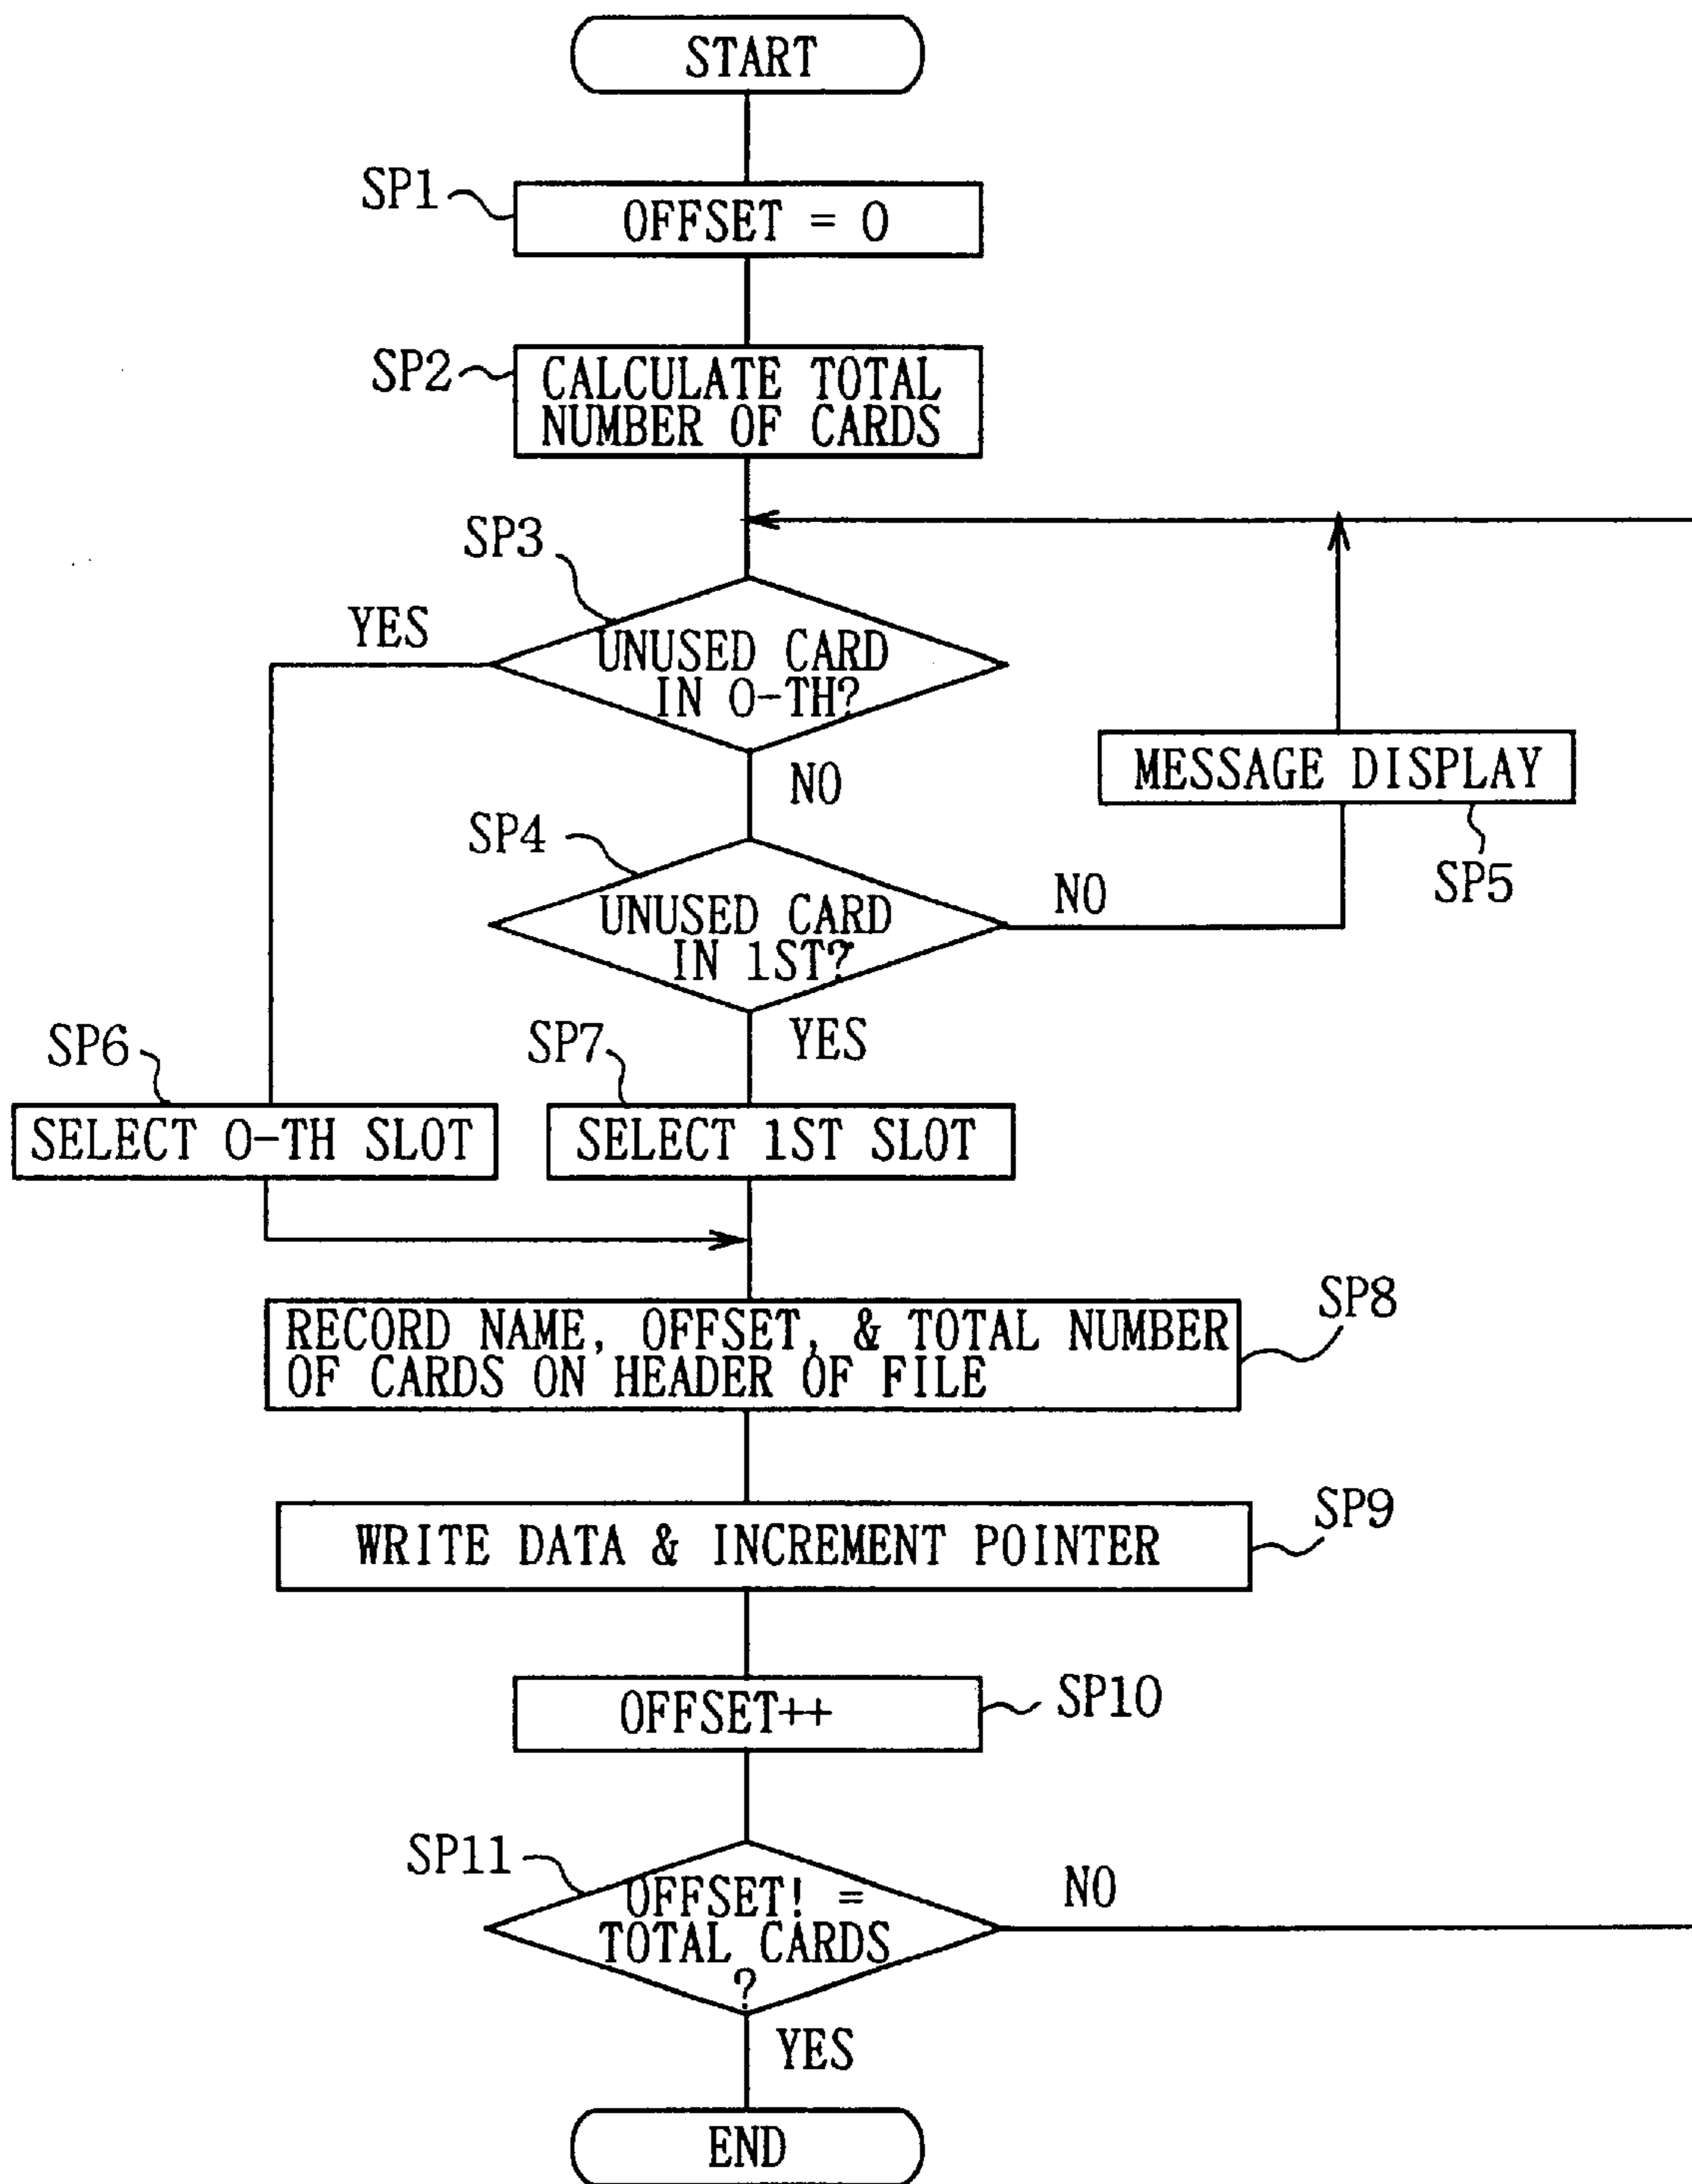 START
SP1
OFFSET = 0
SP2
CALCULATE TOTAL
NUMBER OF CARDS
SP3
YES
UNUSED CARD
IN 0-TH?
NO
MESSAGE DISPLAY
SP5
SP4
UNUSED CARD
IN 1ST?
NO
YES
SP6
SP7
SELECT 0-TH SLOT
SELECT 1ST SLOT
SP8
RECORD NAME, OFFSET, & TOTAL NUMBER
OF CARDS ON HEADER OF FILE
SP9
WRITE DATA & INCREMENT POINTER
SP10
OFFSET++
SP11
OFFSET! =
TOTAL CARDS
?
NO
YES
END